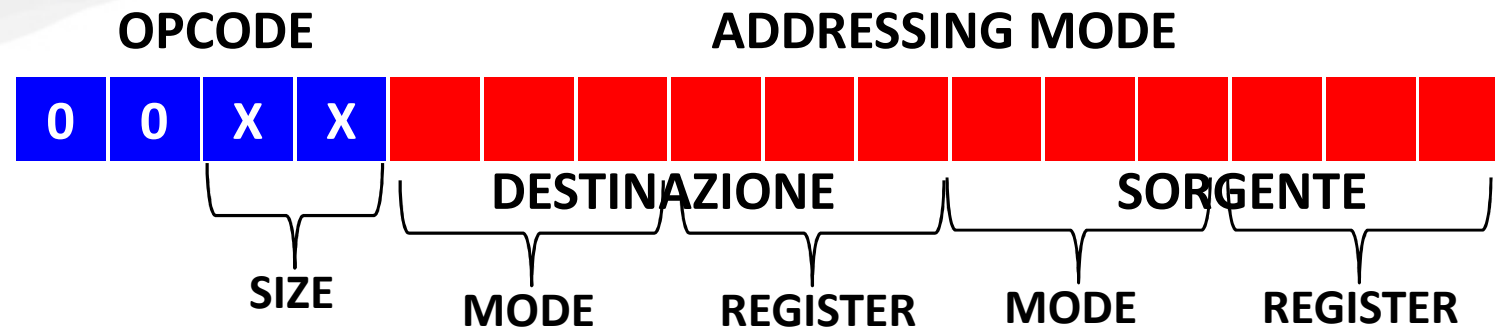 OPCODE ADDRESSING MODE
0 0 X X
DESTINAZIONE SORGENTE
SIZE MODE REGISTER MODE REGISTER